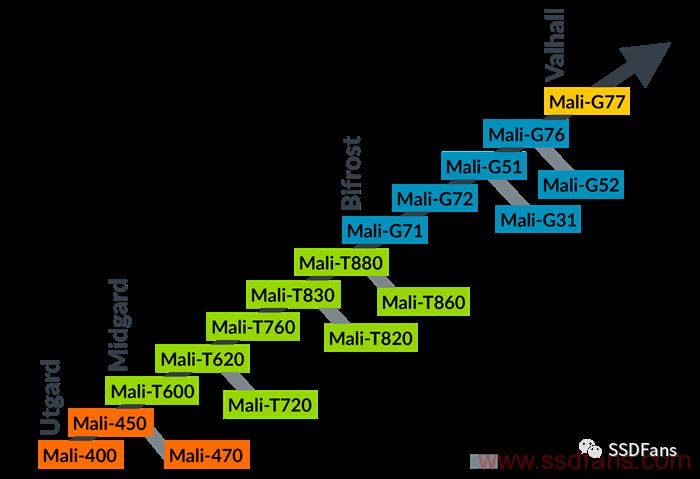 Valhall
Mali-G77
Mali-G76
Mali-G51
Mali-G52
Bifrost
Mali-G72
Mali-G31
Mali-G71
Mali-T880
Mali-T830
Mali-T860
Mali-T760
Mali-T820
Midgard
Mali-T620
Mali-T600
Mali-T720
Utgard
Mali-450
Mali-400
Mali-470
SSDFans
www.ssdfans.com